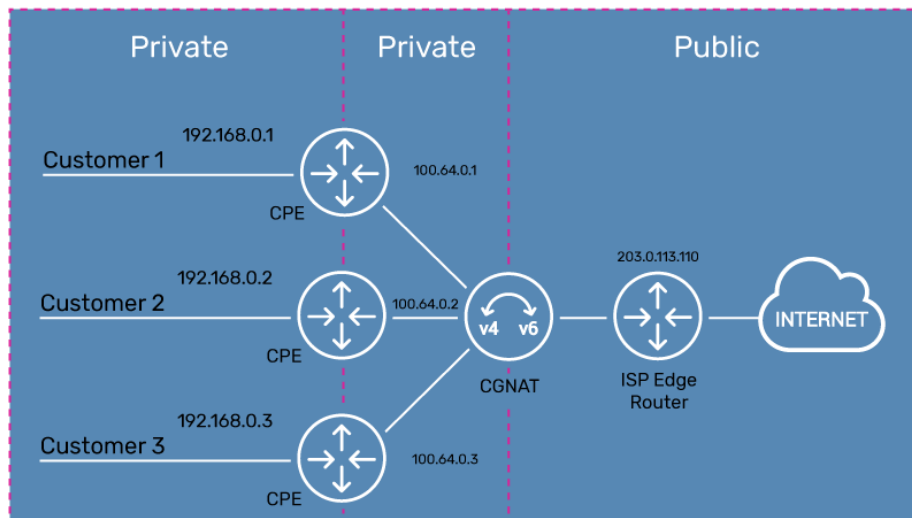 Private
Private
Public
192.168.0.1
Customer 1
100.64.0.1
CPE
192.168.0.2
203.0.113.110
Customer 2
100.64.0.2
v4 v6
INTERNET
CPE
CGNAT
ISP Edge
Router
192.168.0.3
Customer 3
100.64.0.3
CPE